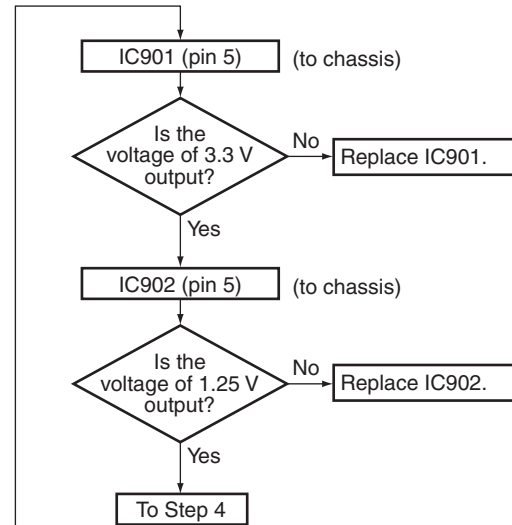 IC901 (pin 5)
(to chassis)
Is the
voltage of 3.3 V
output?
No
Replace IC901.
Yes
IC902 (pin 5)
(to chassis)
Is the
voltage of 1.25 V
output?
No
Replace IC902.
Yes
To Step 4